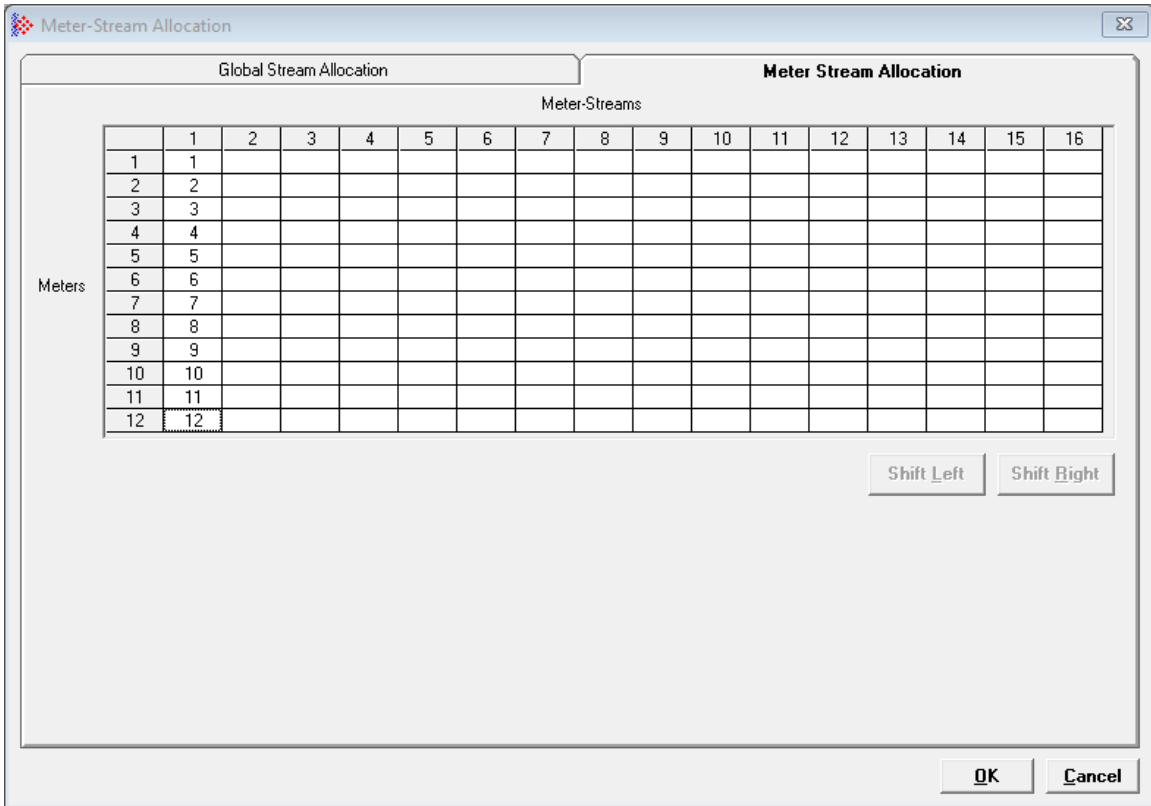 Meter-Stream Allocation
Global Stream Allocation Meter Stream Allocation
Meter-Streams
1 2 3 4 5 6 7 8 9 10 11 12 13 14 15 16
1 1
2 2
3 3
4 4
5 5
Meters 6 6
7 7
8 8
9 9
10 10
11 11
12 12
Shift Left Shift Right
OK Cancel